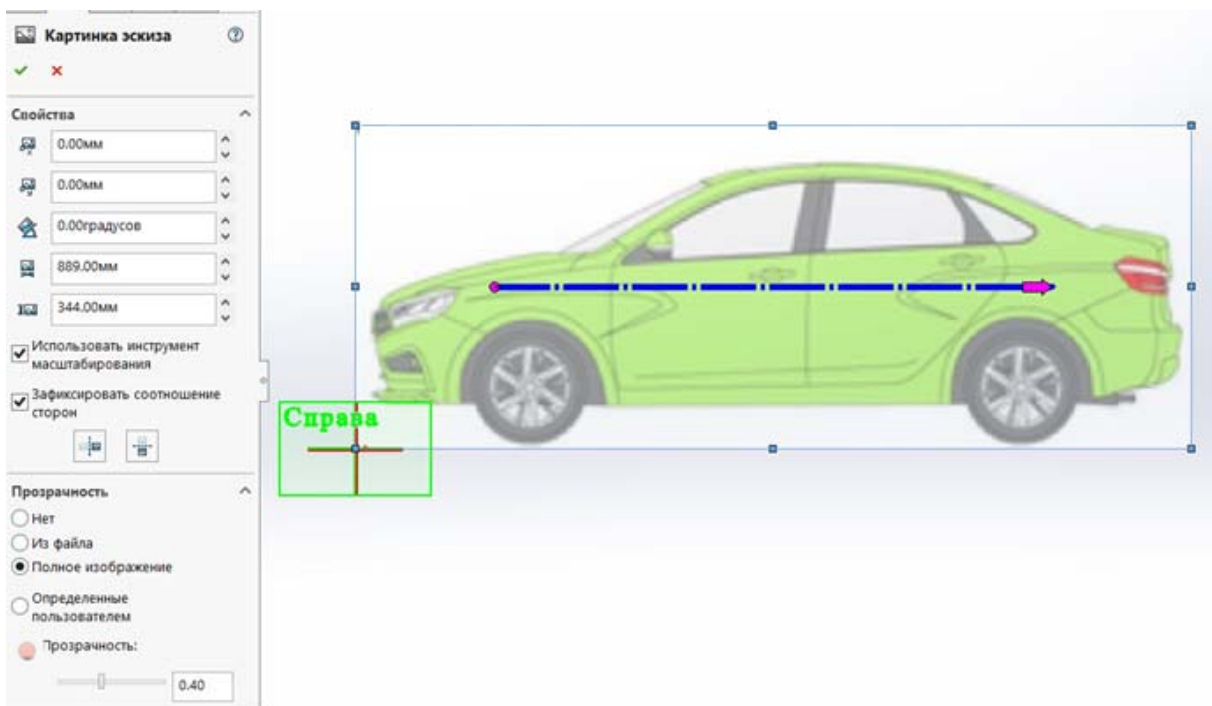 Картинка эскиза
Свойства
0.00мм
0.00мм
0.00градусов
889.00мм
344.00мм
Использовать инструмент
масштабирования
Зафиксировать соотношение
сторон
Прозрачность
Нет
Из файла
Полное изображение
Определенные
пользователем
Прозрачность:
0.40
Справа